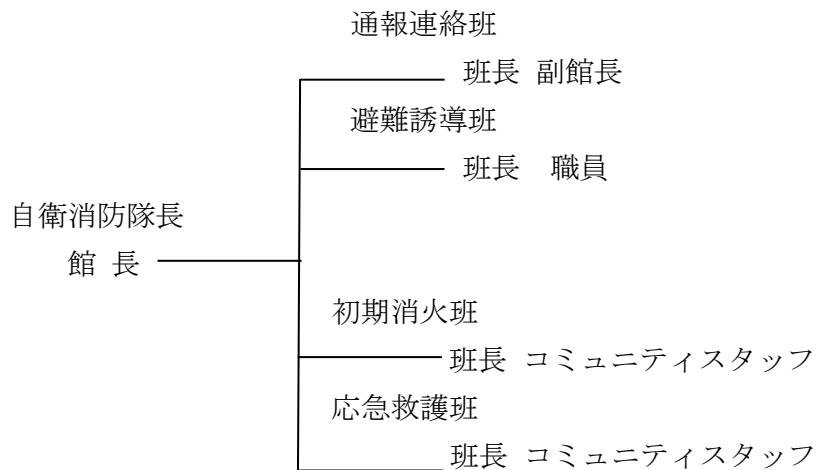 通報連絡班
班長 副館長
避難誘導班
班長 職員
自衛消防隊長
館 長
初期消火班
班長 コミュニティスタッフ
応急救護班
班長 コミュニティスタッフ